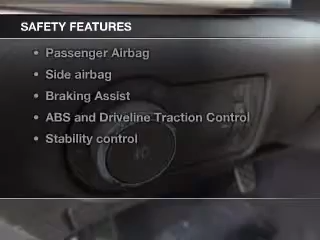 SAFETY FEATURES
• Passenger Airbag
• Side airbag
• Braking Assist
• ABS and Driveline Traction Control
• Stability control